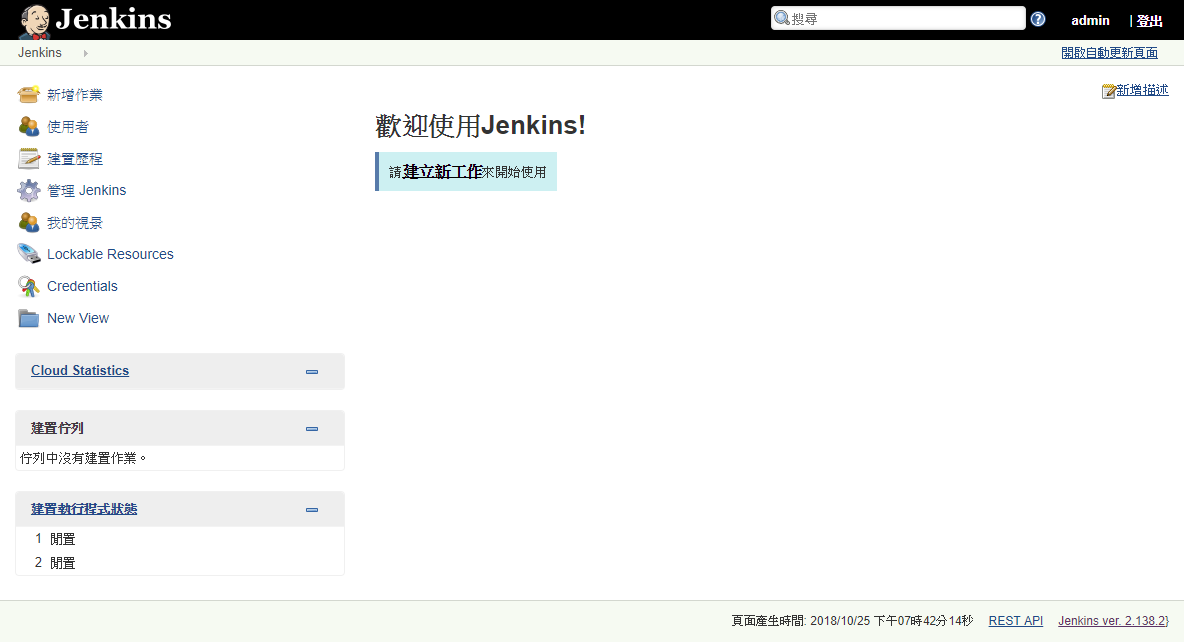 Jenkins
搜尋
admin
| 登出
Jenkins
開啟自動更新頁面
新增作業
使用者
建置歷程
管理 Jenkins
我的視景
Lockable Resources
Credentials
New View
新增描述
歡迎使用Jenkins!
請建立新工作來開始使用
Cloud Statistics
建置佇列
佇列中沒有建置作業。
建置執行程式狀態
1 閒置
2 閒置
頁面產生時間: 2018/10/25 下午07時42分14秒 REST API Jenkins ver. 2.138.2}